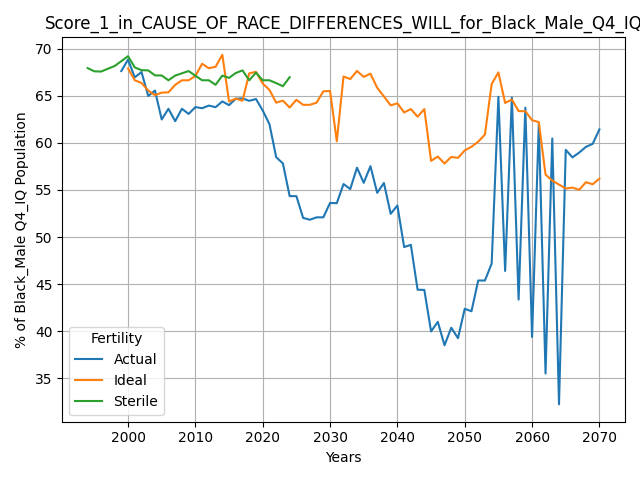 Score_1_in_CAUSE_OF_RACE_DIFFERENCES_WILL_for_Black_Male_Q4_IQ
% of Black_Male Q4_IQ Population
70
65
60
55
50
45
40
35
Fertility
Actual
Ideal
Sterile
2000
2010
2020
2030
2040
2050
2060
2070
Years